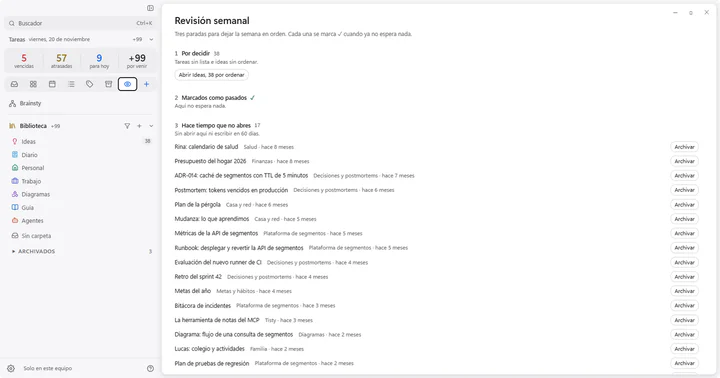 Buscador Ctrl+K
Tareas viernes, 20 de noviembre +99
5 57 9 +99
vencidas atrasadas para hoy por venir
Brainsty
Biblioteca +99
Ideas 38
Diario
Personal
Trabajo
Diagramas
Guía
Agentes
Sin carpeta
ARCHIVADOS 3
Solo en este equipo
Revisión semanal
Tres paradas para dejar la semana en orden. Cada una se marca ✓ cuando ya no espera nada.
1 Por decidir 38
Tareas sin lista e ideas sin ordenar.
Abrir Ideas, 38 por ordenar
2 Marcados como pasados ✓
Aquí no espera nada.
3 Hace tiempo que no abres 17
Sin abrir aquí ni escribir en 60 días.
Rina: calendario de salud Salud · hace 8 meses Archivar
Presupuesto del hogar 2026 Finanzas · hace 8 meses Archivar
ADR-014: caché de segmentos con TTL de 5 minutos Decisiones y postmortems · hace 7 meses Archivar
Postmortem: tokens vencidos en producción Decisiones y postmortems · hace 6 meses Archivar
Plan de la pérgola Casa y red · hace 6 meses Archivar
Mudanza: lo que aprendimos Casa y red · hace 5 meses Archivar
Métricas de la API de segmentos Plataforma de segmentos · hace 5 meses Archivar
Runbook: desplegar y revertir la API de segmentos Plataforma de segmentos · hace 5 meses Archivar
Evaluación del nuevo runner de CI Decisiones y postmortems · hace 4 meses Archivar
Retro del sprint 42 Decisiones y postmortems · hace 4 meses Archivar
Metas del año Metas y hábitos · hace 4 meses Archivar
Bitácora de incidentes Plataforma de segmentos · hace 3 meses Archivar
La herramienta de notas del MCP Tisty · hace 3 meses Archivar
Diagrama: flujo de una consulta de segmentos Diagramas · hace 2 meses Archivar
Lucas: colegio y actividades Familia · hace 2 meses Archivar
Plan de pruebas de regresión Plataforma de segmentos · hace 2 meses Archivar